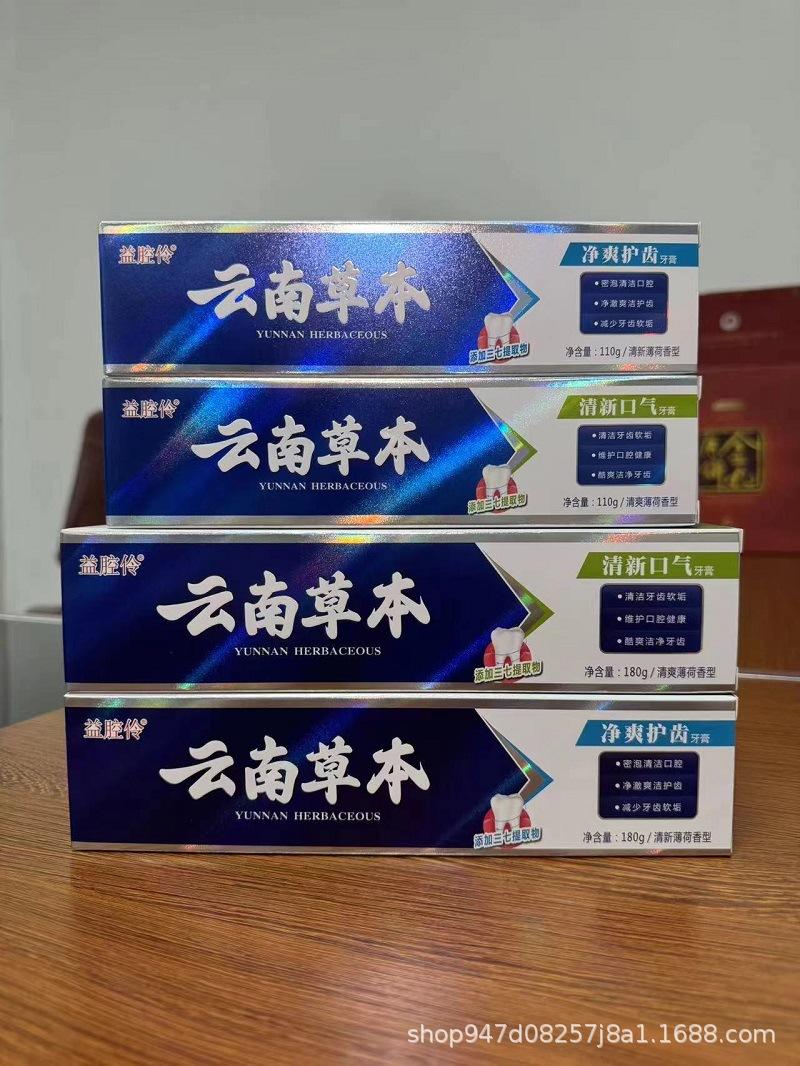 益腔伶®
云南草本
YUNNAN HERBACEOUS
添加三七提取物
净爽护齿牙膏
•密泡清洁口腔
•净澈爽洁护齿
•减少牙齿软垢
净含量：110g/清新薄荷香型
益腔伶®
云南草本
YUNNAN HERBACEOUS
添加三七提取物
清新口气牙膏
•清洁牙齿软垢
•维护口腔健康
•酷爽洁净牙齿
净含量：110g/清爽薄荷香型
益腔伶®
云南草本
YUNNAN HERBACEOUS
添加三七提取物
清新口气牙膏
•清洁牙齿软垢
•维护口腔健康
•酷爽洁净牙齿
净含量：180g/清爽薄荷香型
益腔伶®
云南草本
YUNNAN HERBACEOUS
添加三七提取物
净爽护齿牙膏
•密泡清洁口腔
•净澈爽洁护齿
•减少牙齿软垢
净含量：180g/清新薄荷香型
shop947d08257j8a1.1688.com